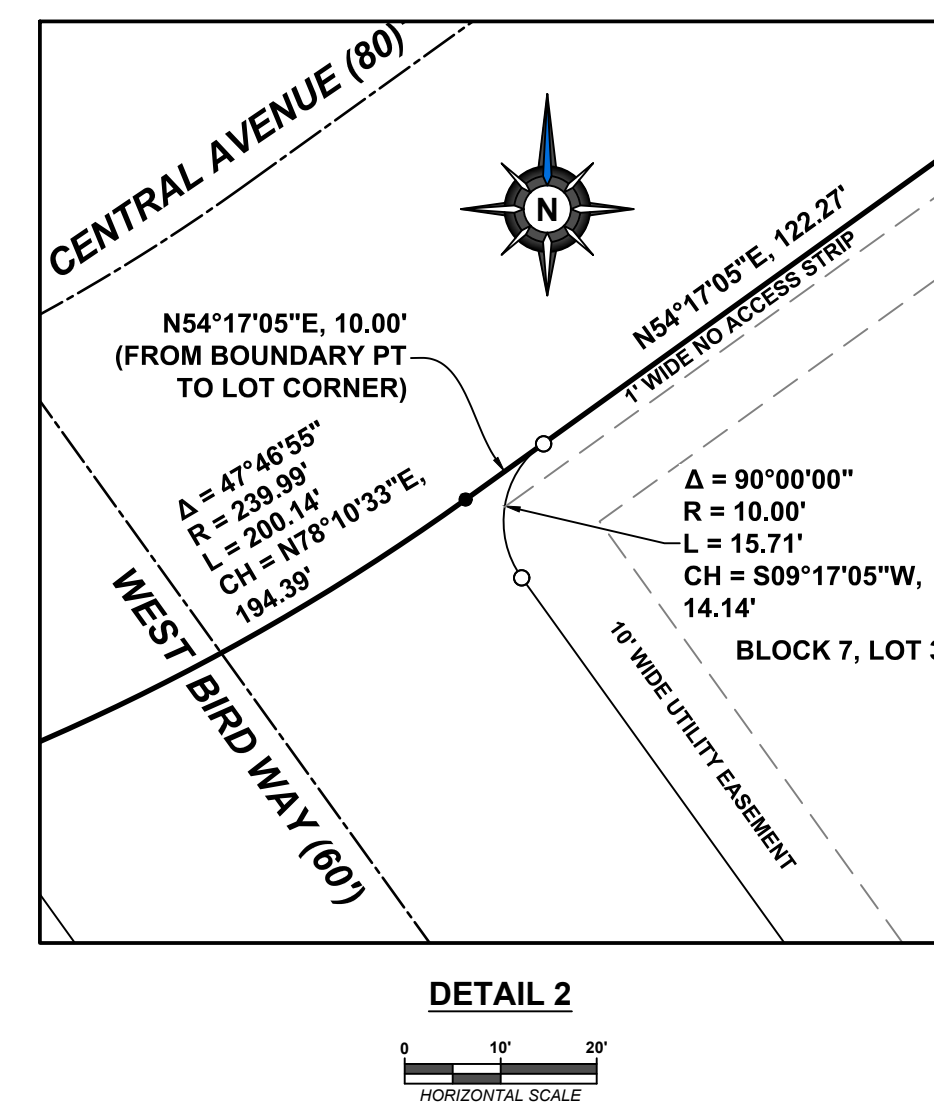 CENTRAL AVENUE (80)'
N
N54°17'05"E, 122.27'
1' WIDE NO ACCESS STRIP
N54°17'05"E, 10.00'
(FROM BOUNDARY PT
TO LOT CORNER)
Δ = 47°46'55"
R = 239.99'
L = 200.14'
CH = N78°10'33"E,
194.39'
Δ = 90°00'00"
R = 10.00'
L = 15.71'
CH = S09°17'05"W,
14.14'
BLOCK 7, LOT 3
WEST BIRD WAY (60')
10' WIDE UTILITY EASEMENT
DETAIL 2
0 10' 20'
HORIZONTAL SCALE